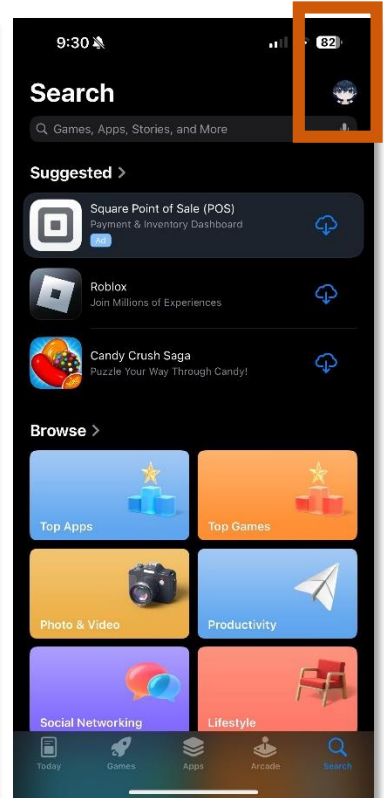 9:30
82
Search
Games, Apps, Stories, and More
Suggested >
Square Point of Sale (POS)
Payment & Inventory Dashboard
Ad
Roblox
Join Millions of Experiences
Candy Crush Saga
Puzzle Your Way Through Candy!
Browse >
Top Apps
Top Games
Photo & Video
Productivity
Social Networking
Lifestyle
Today
Games
Apps
Arcade
Search